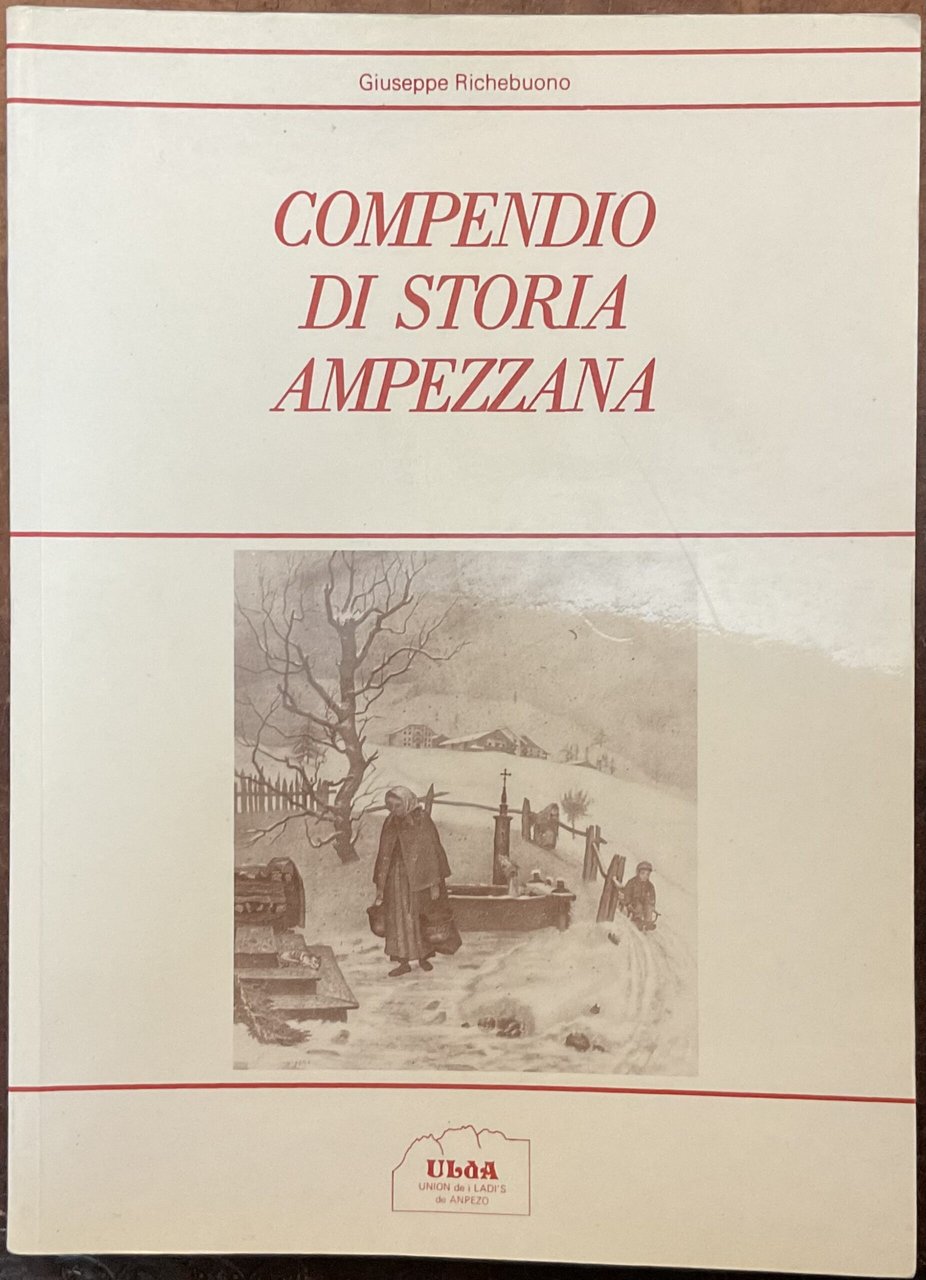 Giuseppe Richebuono
COMPENDIO
DI STORIA
AMPEZZANA
ULdA
UNION de i LADI'S
de ANPEZO